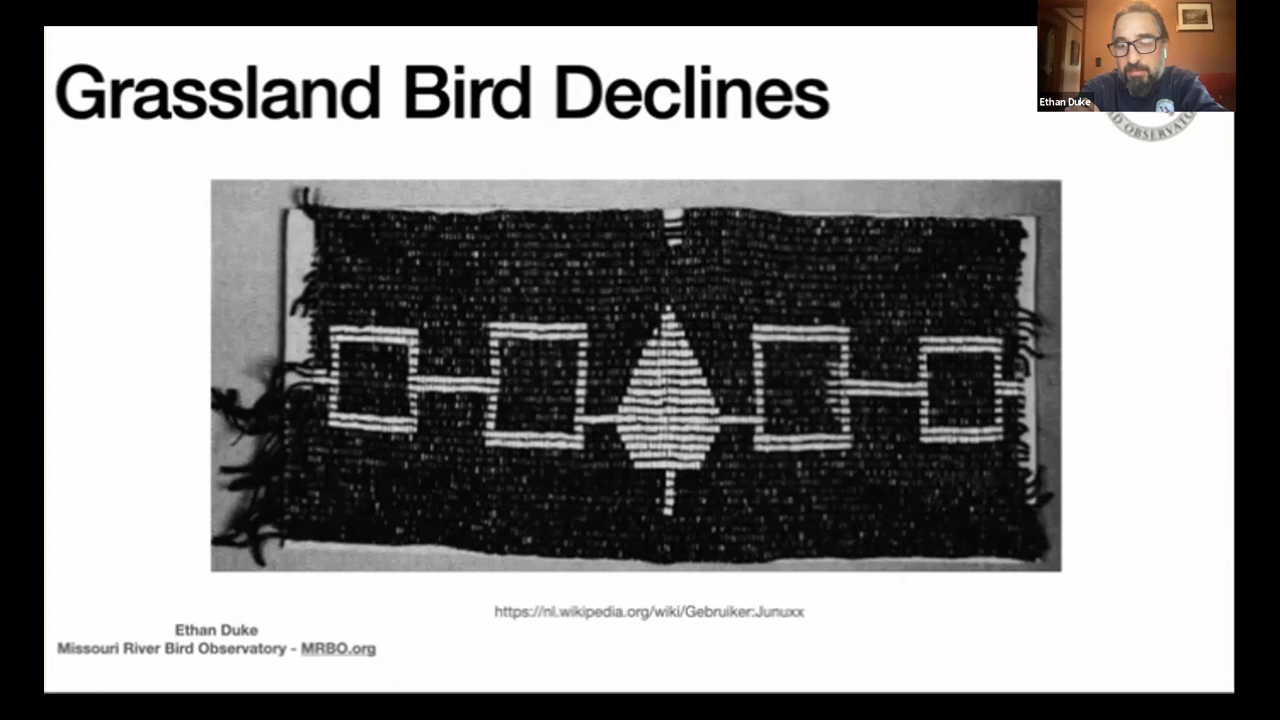 Grassland Bird Declines
Ethan Duke
D OBSERVATO
https://nl.wikipedia.org/wiki/Gebruiker:Junuxx
Ethan Duke
Missouri River Bird Observatory - MRBO.org